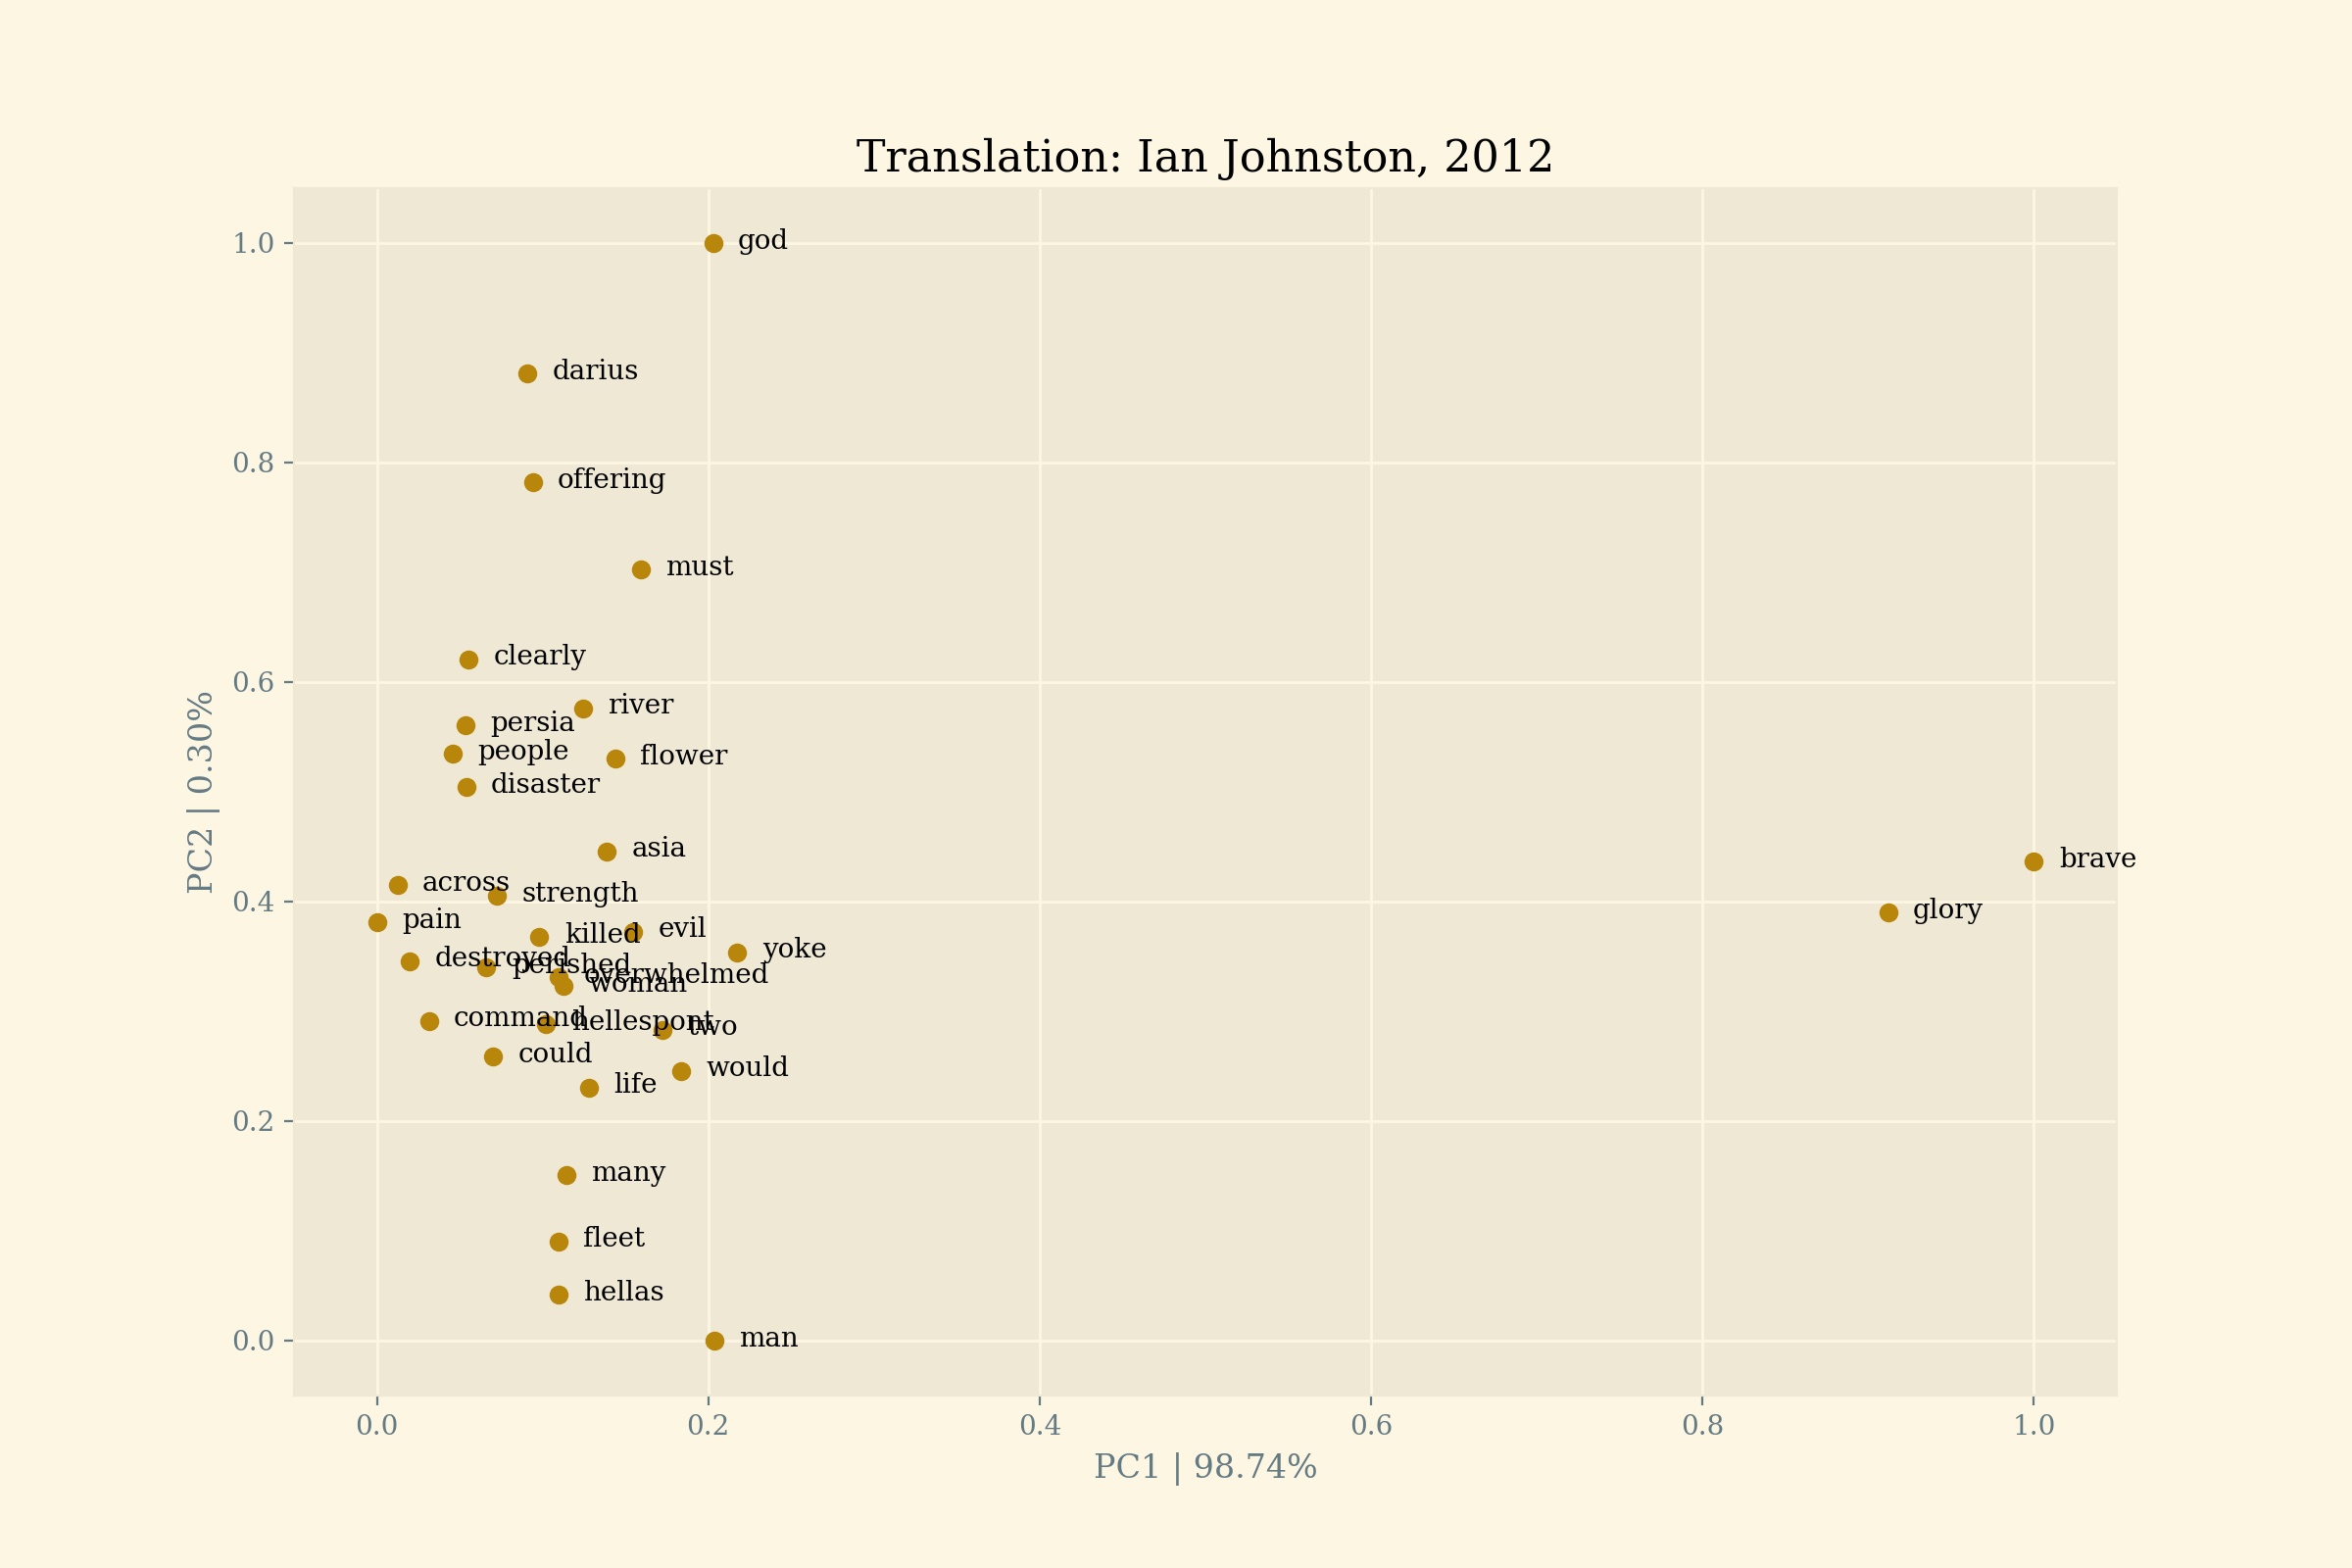 Translation: Ian Johnston, 2012
god
1.0
darius
offering
0.8
must
clearly
0.6
river
persia
people
flower
disaster
asia
brave
across
strength
0.4
glory
pain
killed
evil
yoke
destroyed
perished
overwhelmed
woman
command
hellespont
two
could
would
life
0.2
many
fleet
hellas
0.0
man
PC2 | 0.30%
0.0 0.2 0.4 0.6 0.8 1.0
PC1 | 98.74%